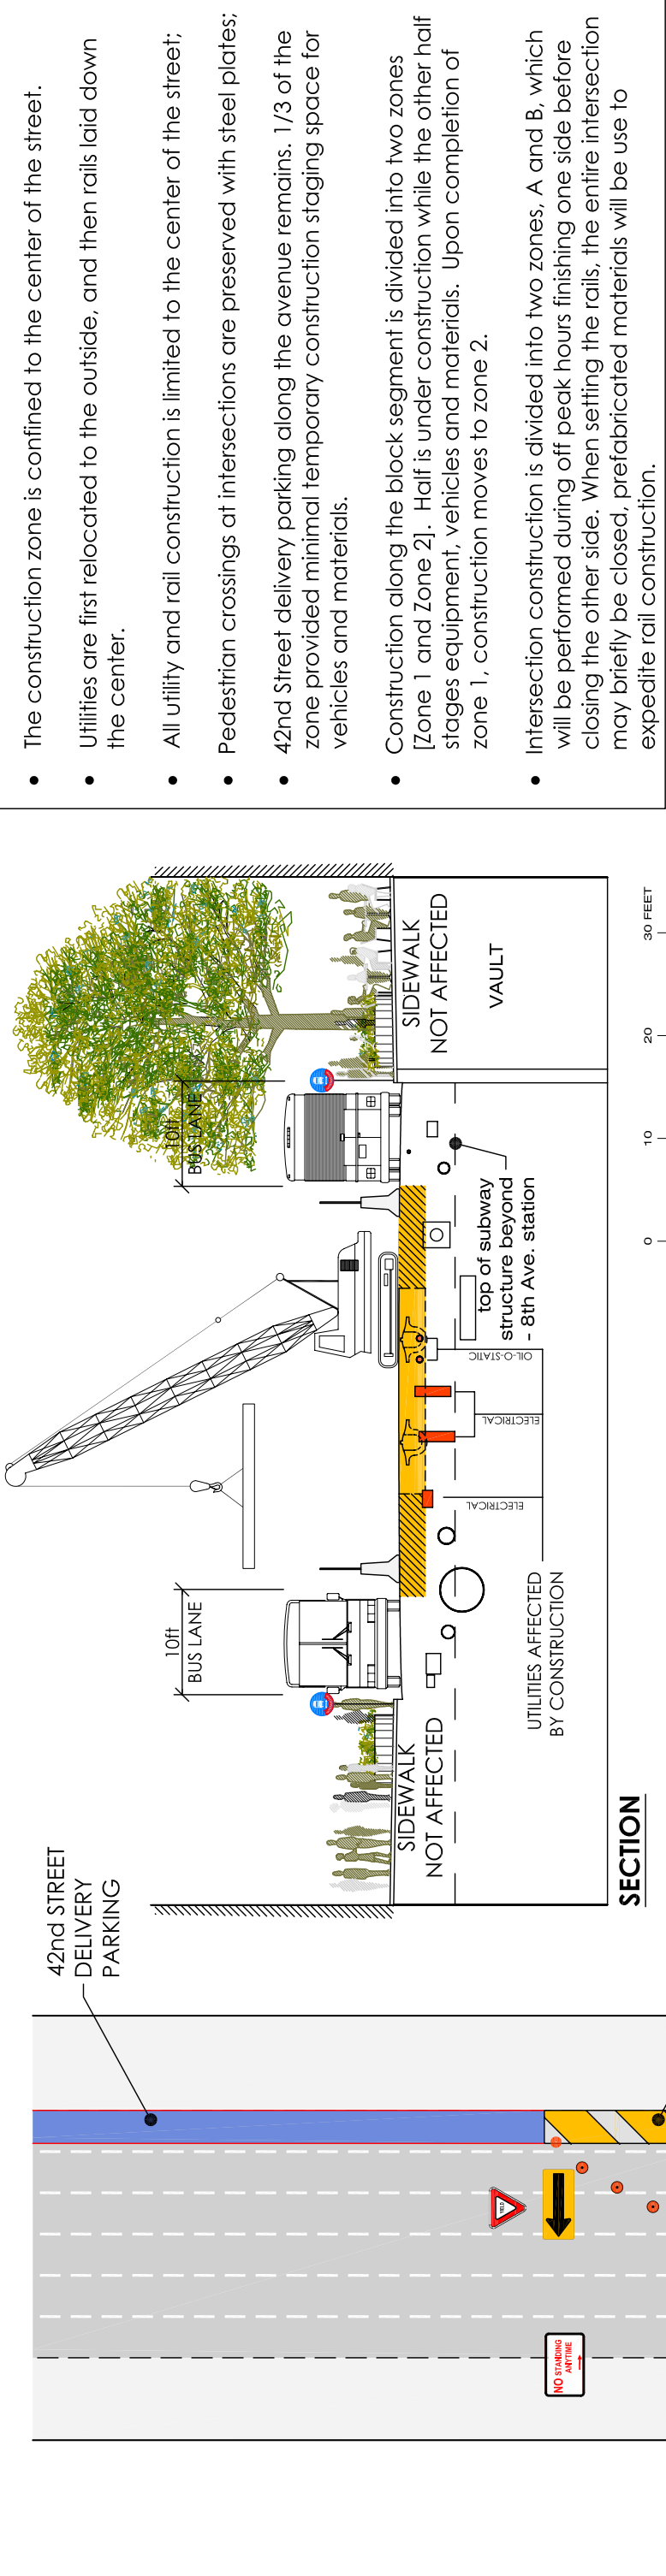 42nd STREET
DELIVERY
PARKING
YIELD
NO STANDING
ANYTIME
10ft
BUS LANE
10ft
BUS LANE
SIDEWALK
NOT AFFECTED
SIDEWALK
NOT AFFECTED
VAULT
top of subway
structure beyond
- 8th Ave. station
OIL-O-STATIC
ELECTRICAL
ELECTRICAL
UTILITIES AFFECTED
BY CONSTRUCTION
SECTION
0 10 20 30 FEET
• The construction zone is confined to the center of the street.
• Utilities are first relocated to the outside, and then rails laid down
the center.
• All utility and rail construction is limited to the center of the street;
• Pedestrian crossings at intersections are preserved with steel plates;
• 42nd Street delivery parking along the avenue remains. 1/3 of the
zone provided minimal temporary construction staging space for
vehicles and materials.
• Construction along the block segment is divided into two zones
[Zone 1 and Zone 2]. Half is under construction while the other half
stages equipment, vehicles and materials. Upon completion of
zone 1, construction moves to zone 2.
• Intersection construction is divided into two zones, A and B, which
will be performed during off peak hours finishing one side before
closing the other side. When setting the rails, the entire intersection
may briefly be closed, prefabricated materials will be use to
expedite rail construction.